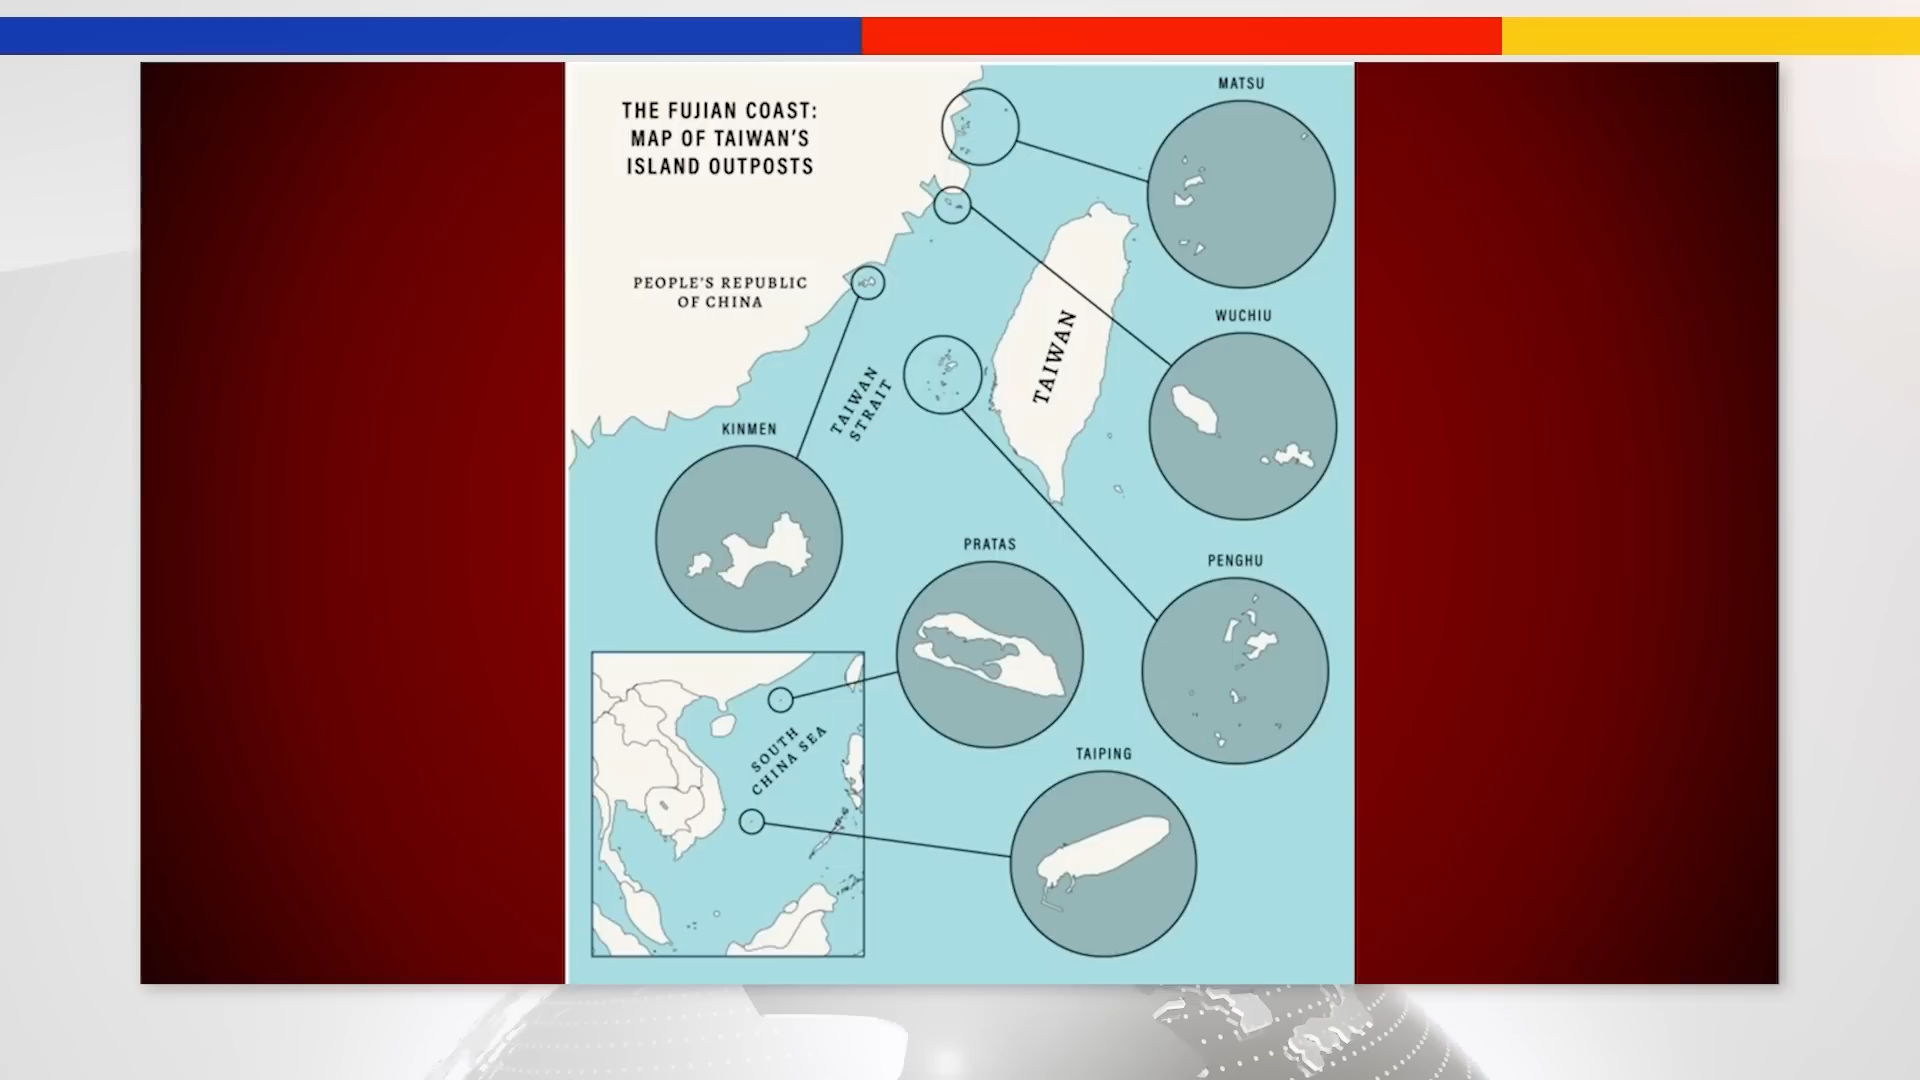 THE FUJIAN COAST:
MAP OF TAIWAN'S
ISLAND OUTPOSTS
MATSU
PEOPLE'S REPUBLIC
OF CHINA
WUCHIU
TAIWAN
TAIWAN
STRAIT
KINMEN
PRATAS
PENGHU
SOUTH
CHINA SEA
TAIPING